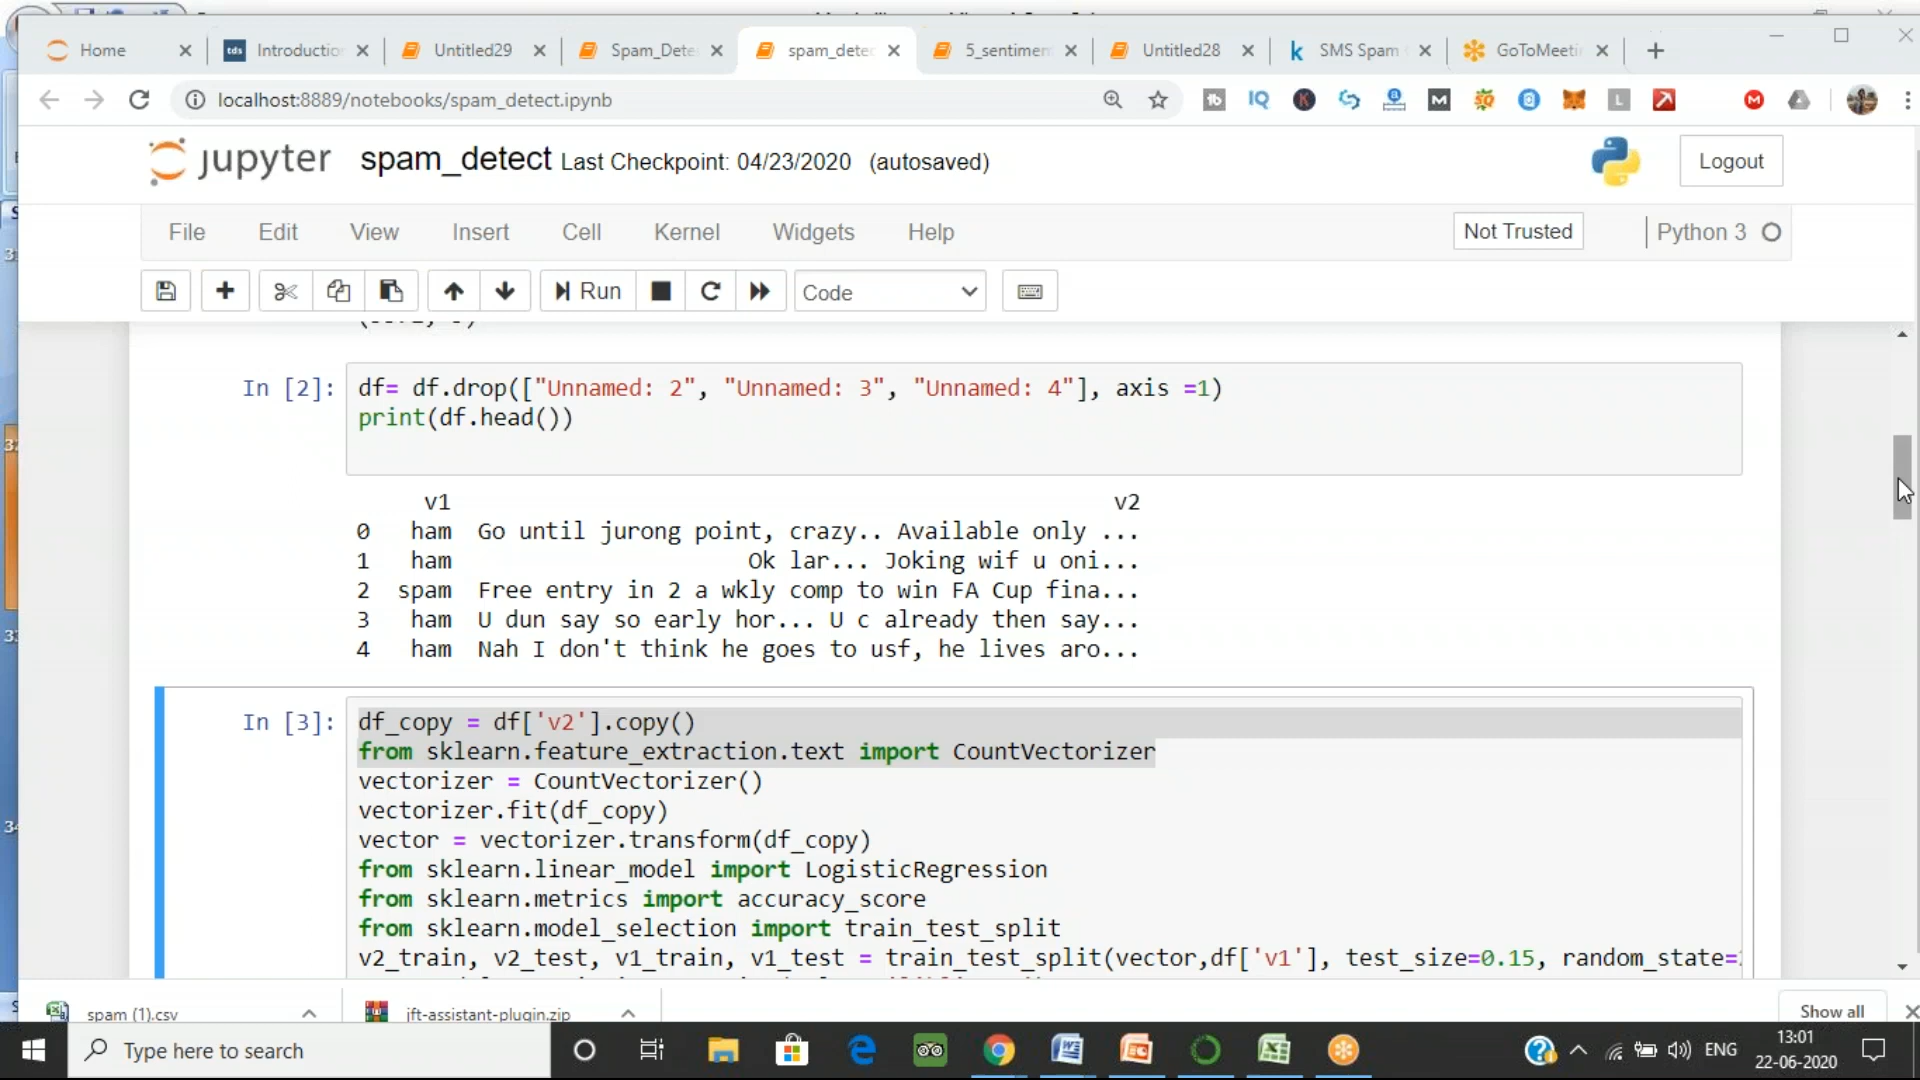 Home
Introductio
Untitled29
Spam_Dete
spam_detec
5_sentimen
Untitled28
SMS Spam
GoToMeeti
localhost:8889/notebooks/spam_detect.ipynb
jupyter spam_detect Last Checkpoint: 04/23/2020 (autosaved)
Logout
File Edit View Insert Cell Kernel Widgets Help
Not Trusted
Python 3
Run
Code
In [2]: df= df.drop(["Unnamed: 2", "Unnamed: 3", "Unnamed: 4"], axis =1)
print(df.head())
v1 v2
0 ham Go until jurong point, crazy.. Available only ...
1 ham Ok lar... Joking wif u oni...
2 spam Free entry in 2 a wkly comp to win FA Cup fina...
3 ham U dun say so early hor... U c already then say...
4 ham Nah I don't think he goes to usf, he lives aro...
In [3]: df_copy = df['v2'].copy()
from sklearn.feature_extraction.text import CountVectorizer
vectorizer = CountVectorizer()
vectorizer.fit(df_copy)
vector = vectorizer.transform(df_copy)
from sklearn.linear_model import LogisticRegression
from sklearn.metrics import accuracy_score
from sklearn.model_selection import train_test_split
v2_train, v2_test, v1_train, v1_test = train_test_split(vector,df['v1'], test_size=0.15, random_state=
spam (1).csv
jft-assistant-plugin.zip
Show all
Type here to search
ENG
13:01
22-06-2020